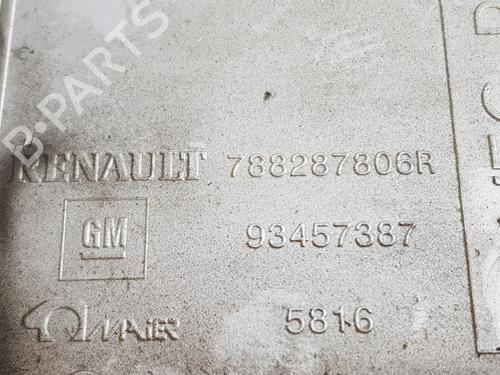 B-PARTS
RENAULT 788287806R
GM 93457387
MAIER 5816